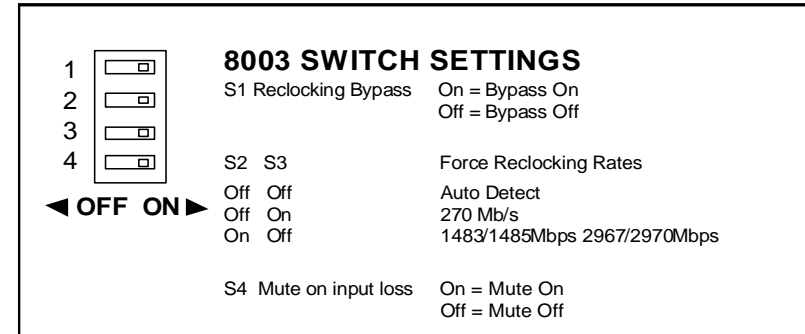 8003 SWITCH SETTINGS
1
S1 Reclocking Bypass On = Bypass On
2
Off = Bypass Off
3
4
S2 S3 Force Reclocking Rates
Off Off Auto Detect
◄ OFF ON ►
Off On 270 Mb/s
On Off 1483/1485Mbps 2967/2970Mbps
S4 Mute on input loss On = Mute On
Off = Mute Off